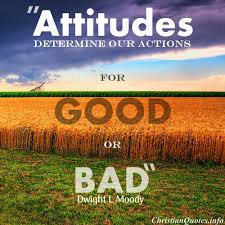 "Attitudes
DETERMINE OUR ACTIONS
FOR
GOOD
OR
BAD"
Dwight L Moody
ChristianQuotes.info